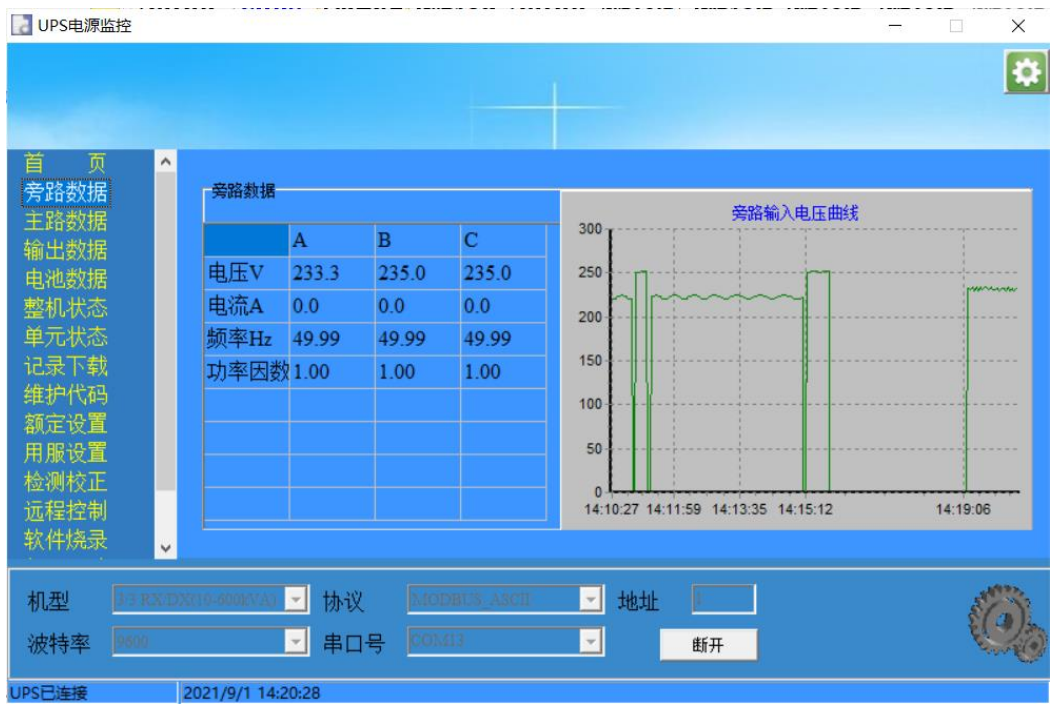 UPS电源监控
首 页
旁路数据
主路数据
输出数据
电池数据
整机状态
单元状态
记录下载
维护代码
额定设置
用服设置
检测校正
远程控制
软件烧录
旁路数据
A B C
电压V 233.3 235.0 235.0
电流A 0.0 0.0 0.0
频率Hz 49.99 49.99 49.99
功率因数 1.00 1.00 1.00
旁路输入电压曲线
300
250
200
150
100
50
0
14:10:27 14:11:59 14:13:35 14:15:12 14:19:06
机型 3/3 RX/DX(10-600kVA) 协议 MODBUS_ASCII 地址 1
波特率 9600 串口号 COM13 断开
UPS已连接 2021/9/1 14:20:28